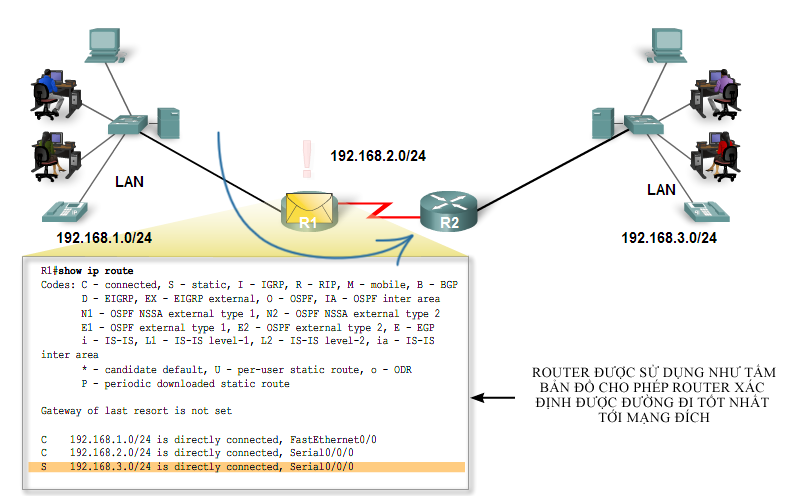 192.168.2.0/24
LAN
LAN
R1
R2
192.168.1.0/24
192.168.3.0/24
R1#show ip route
Codes: C - connected, S - static, I - IGRP, R - RIP, M - mobile, B - BGP
D - EIGRP, EX - EIGRP external, O - OSPF, IA - OSPF inter area
N1 - OSPF NSSA external type 1, N2 - OSPF NSSA external type 2
E1 - OSPF external type 1, E2 - OSPF external type 2, E - EGP
i - IS-IS, L1 - IS-IS level-1, L2 - IS-IS level-2, ia - IS-IS
inter area
* - candidate default, U - per-user static route, o - ODR
P - periodic downloaded static route
Gateway of last resort is not set
C 192.168.1.0/24 is directly connected, FastEthernet0/0
C 192.168.2.0/24 is directly connected, Serial0/0/0
S 192.168.3.0/24 is directly connected, Serial0/0/0
ROUTER ĐƯỢC SỬ DỤNG NHƯ TẤM
BẢN ĐỒ CHO PHÉP ROUTER XÁC
ĐỊNH ĐƯỢC ĐƯỜNG ĐI TỐT NHẤT
TỚI MẠNG ĐÍCH